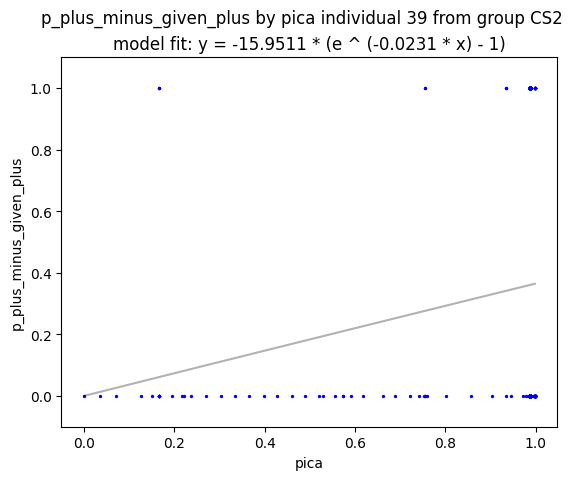 p_plus_minus_given_plus by pica individual 39 from group CS2
model fit: y = -15.9511 * (e ^ (-0.0231 * x) - 1)
1.0
0.8
0.6
0.4
0.2
0.0
p_plus_minus_given_plus
0.0 0.2 0.4 0.6 0.8 1.0
pica